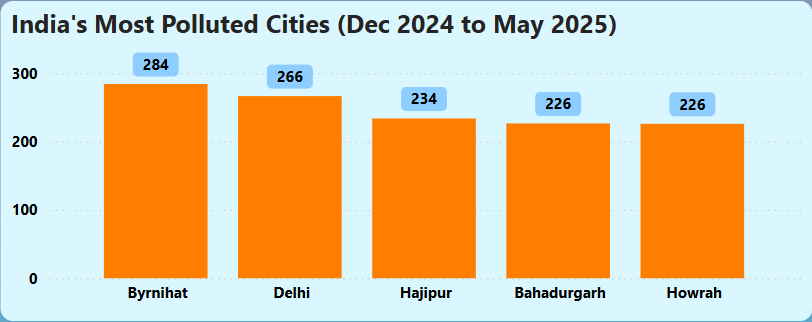 India's Most Polluted Cities (Dec 2024 to May 2025)
300
200
100
0
284
266
234
226
226
Byrnihat
Delhi
Hajipur
Bahadurgarh
Howrah